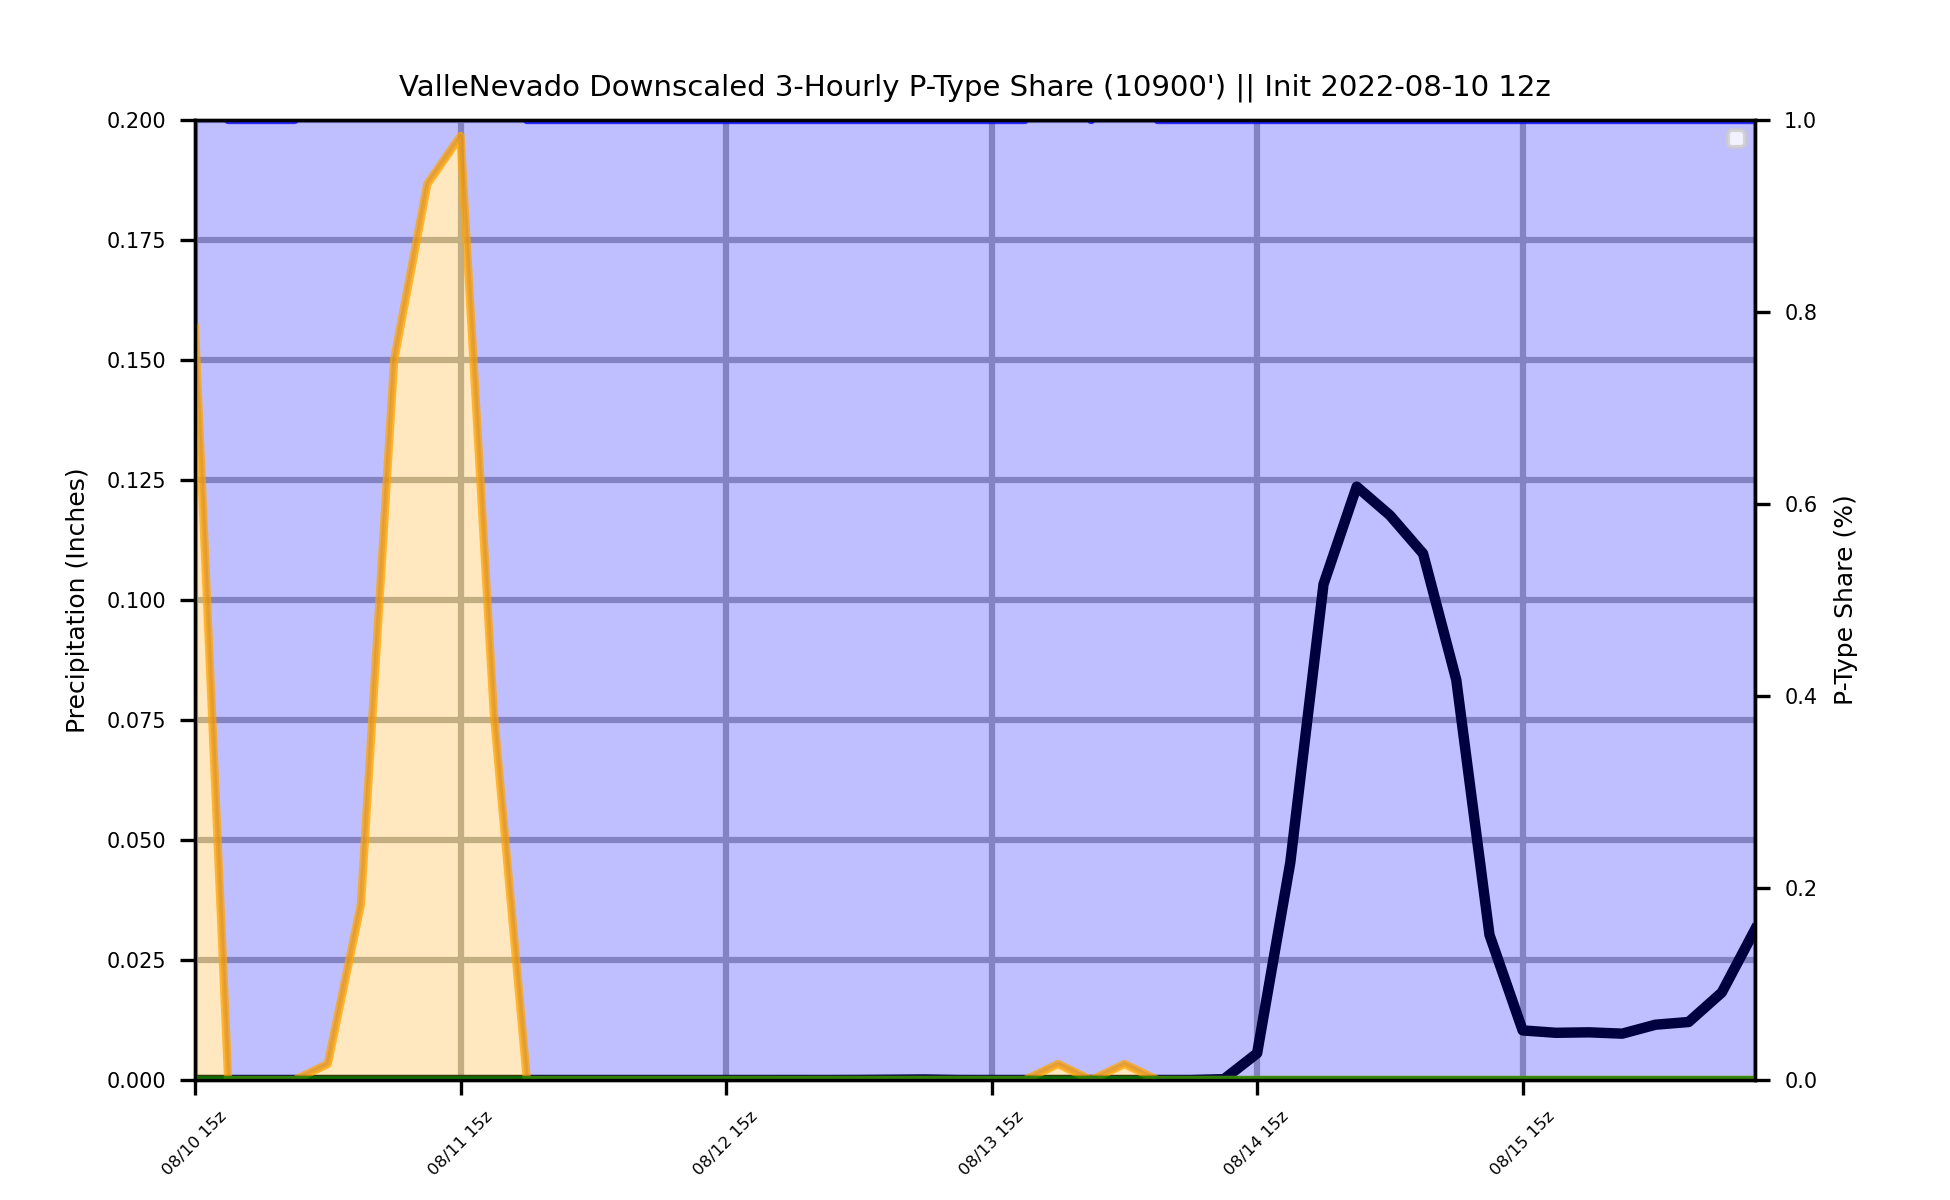 ValleNevado Downscaled 3-Hourly P-Type Share (10900') || Init 2022-08-10 12z
0.200
0.175
0.150
0.125
0.100
0.075
0.050
0.025
0.000
Precipitation (Inches)
1.0
0.8
0.6
0.4
0.2
0.0
P-Type Share (%)
08/10 15z
08/11 15z
08/12 15z
08/13 15z
08/14 15z
08/15 15z